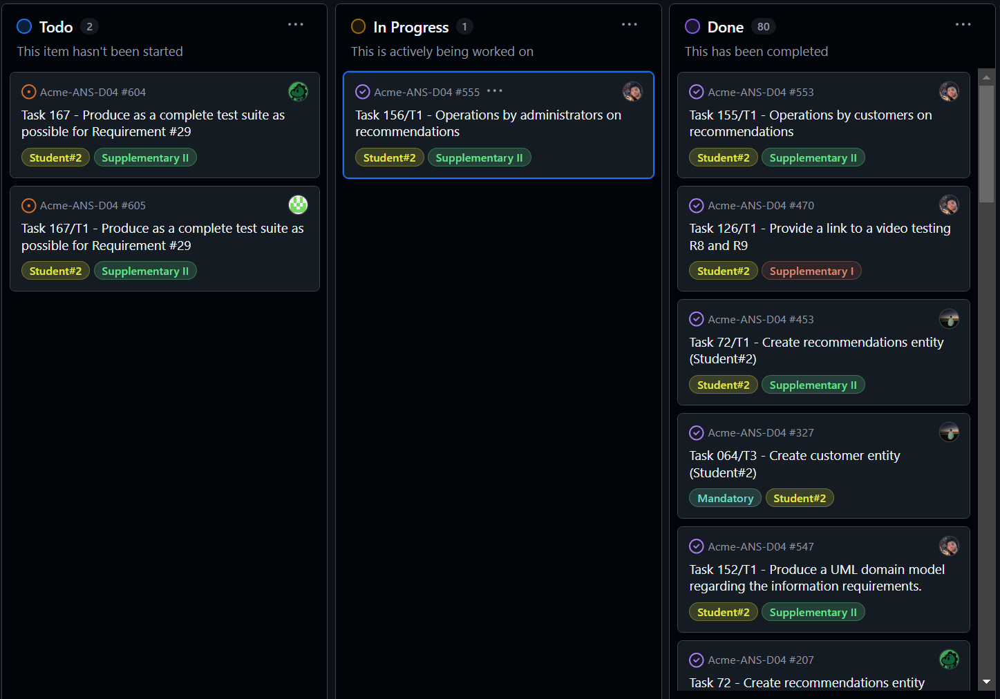 Todo 2
This item hasn't been started
Acme-ANS-D04 #604
Task 167 - Produce as a complete test suite as
possible for Requirement #29
Student#2 Supplementary II
Acme-ANS-D04 #605
Task 167/T1 - Produce as a complete test suite as
possible for Requirement #29
Student#2 Supplementary II
In Progress 1
This is actively being worked on
Acme-ANS-D04 #555
Task 156/T1 - Operations by administrators on
recommendations
Student#2 Supplementary II
Done 80
This has been completed
Acme-ANS-D04 #553
Task 155/T1 - Operations by customers on
recommendations
Student#2 Supplementary II
Acme-ANS-D04 #470
Task 126/T1 - Provide a link to a video testing
R8 and R9
Student#2 Supplementary I
Acme-ANS-D04 #453
Task 72/T1 - Create recommendations entity
(Student#2)
Student#2 Supplementary II
Acme-ANS-D04 #327
Task 064/T3 - Create customer entity
(Student#2)
Mandatory Student#2
Acme-ANS-D04 #547
Task 152/T1 - Produce a UML domain model
regarding the information requirements.
Student#2 Supplementary II
Acme-ANS-D04 #207
Task 72 - Create recommendations entity